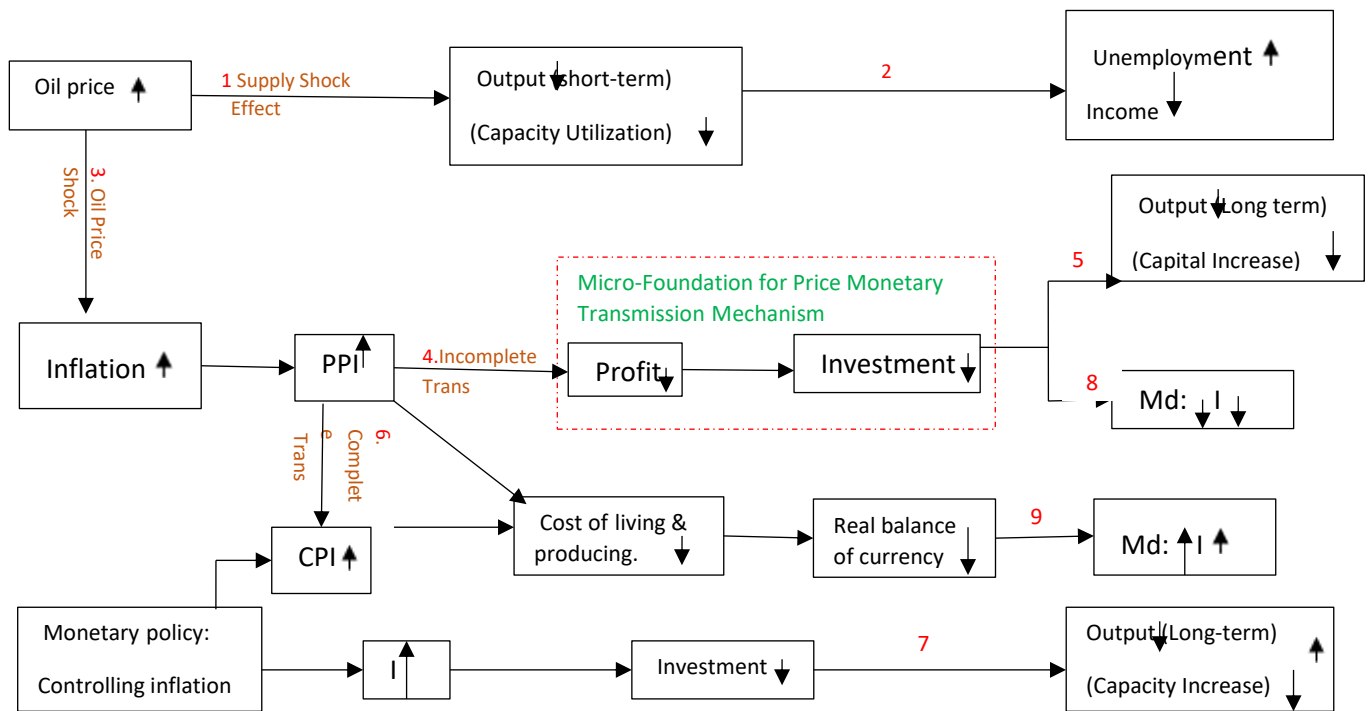 Oil price
1 Supply Shock
Effect
Output (short-term)
(Capacity Utilization)
2
Unemployment
Income
3. Oil Price
Shock
Output (Long term)
(Capital Increase)
5
Micro-Foundation for Price Monetary
Transmission Mechanism
Inflation
PPI
4.Incomplete
Trans
Profit
Investment
8
Md: I
6.
Complet
e
Trans
CPI
Cost of living &
producing.
Real balance
of currency
9
Md: I
Monetary policy:
Controlling inflation
I
Investment
7
Output (Long-term)
(Capacity Increase)